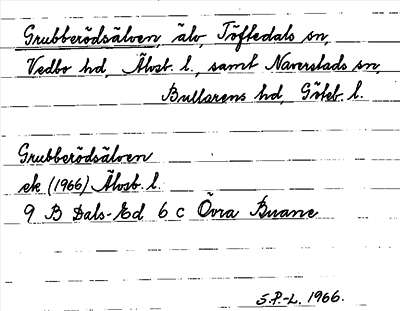 Grubberödsälven, älv, Töftedals sn,
Vedbo hd, Älvsb. l., samt Naverstads sn,
Bullarens hd, Göteb. l.
Grubberödsälven
ek (1966) Älvsb. l.
9 B Dals-Ed 6 c Övra Buane
S.P.-L. 1966.